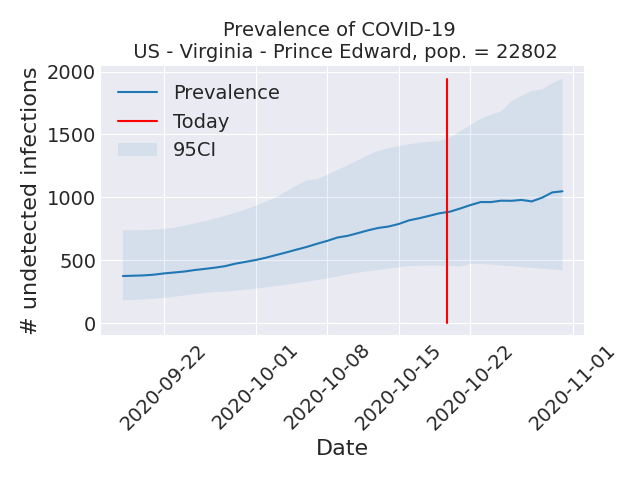 Prevalence of COVID-19
US - Virginia - Prince Edward, pop. = 22802
# undetected infections
2000
1500
1000
500
0
Prevalence
Today
95CI
2020-09-22
2020-10-01
2020-10-08
2020-10-15
2020-10-22
2020-11-01
Date